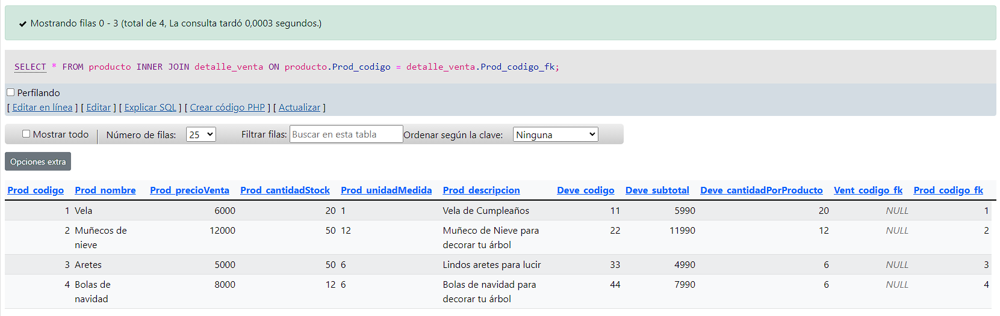 Mostrando filas 0 - 3 (total de 4, La consulta tardó 0,0003 segundos.)
SELECT * FROM producto INNER JOIN detalle_venta ON producto.Prod_codigo = detalle_venta.Prod_codigo_fk;
Perfilando
[ Editar en línea ] [ Editar ] [ Explicar SQL ] [ Crear código PHP ] [ Actualizar ]
Mostrar todo Número de filas: 25 Filtrar filas: Buscar en esta tabla Ordenar según la clave: Ninguna
Opciones extra
Prod_codigo Prod_nombre Prod_precioVenta Prod_cantidadStock Prod_unidadMedida Prod_descripcion Deve_codigo Deve_subtotal Deve_cantidadPorProducto Vent_codigo_fk Prod_codigo_fk
1 Vela 6000 20 1 Vela de Cumpleaños 11 5990 20 NULL 1
2 Muñecos de 12000 50 12 Muñeco de Nieve para 22 11990 12 NULL 2
nieve decorar tu árbol
3 Aretes 5000 50 6 Lindos aretes para lucir 33 4990 6 NULL 3
4 Bolas de 8000 12 6 Bolas de navidad para 44 7990 6 NULL 4
navidad decorar tu árbol